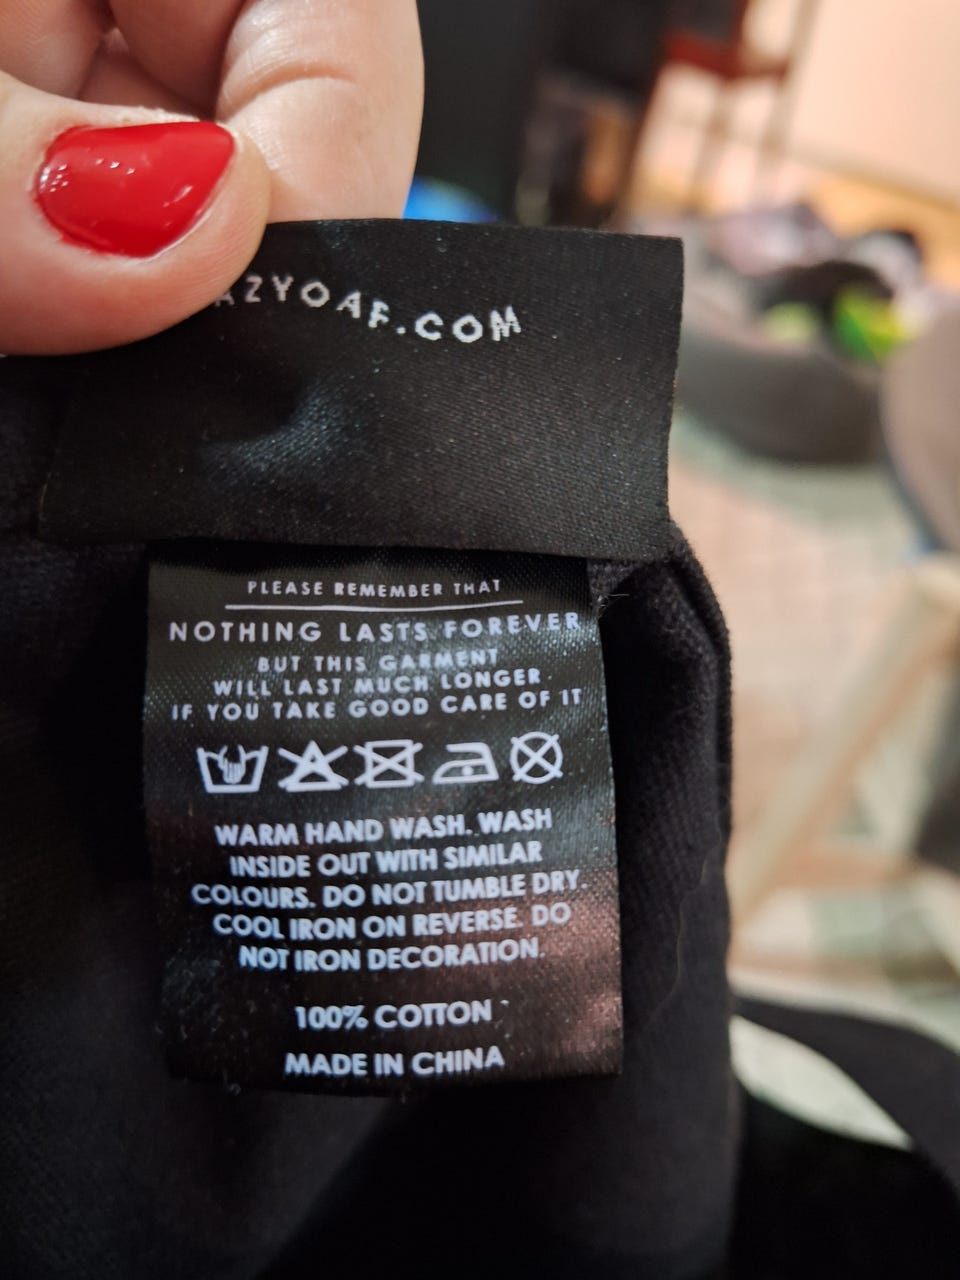 AZYOAF.COM
PLEASE REMEMBER THAT
NOTHING LASTS FOREVER
BUT THIS GARMENT
WILL LAST MUCH LONGER
IF YOU TAKE GOOD CARE OF IT
WARM HAND WASH. WASH
INSIDE OUT WITH SIMILAR
COLOURS. DO NOT TUMBLE DRY.
COOL IRON ON REVERSE. DO
NOT IRON DECORATION.
100% COTTON
MADE IN CHINA